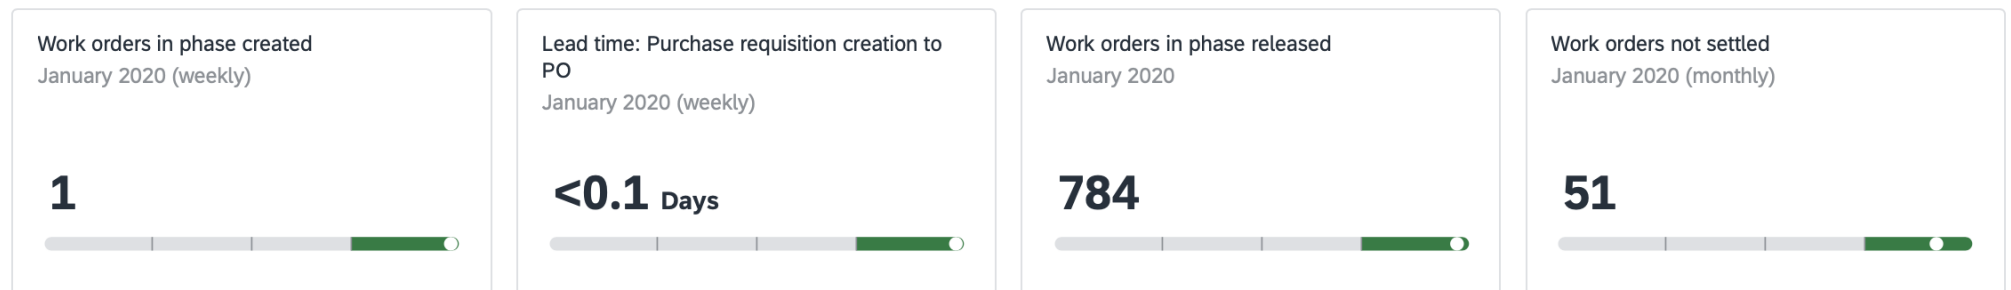 Work orders in phase created
January 2020 (weekly)
1
Lead time: Purchase requisition creation to
PO
January 2020 (weekly)
<0.1 Days
Work orders in phase released
January 2020
784
Work orders not settled
January 2020 (monthly)
51